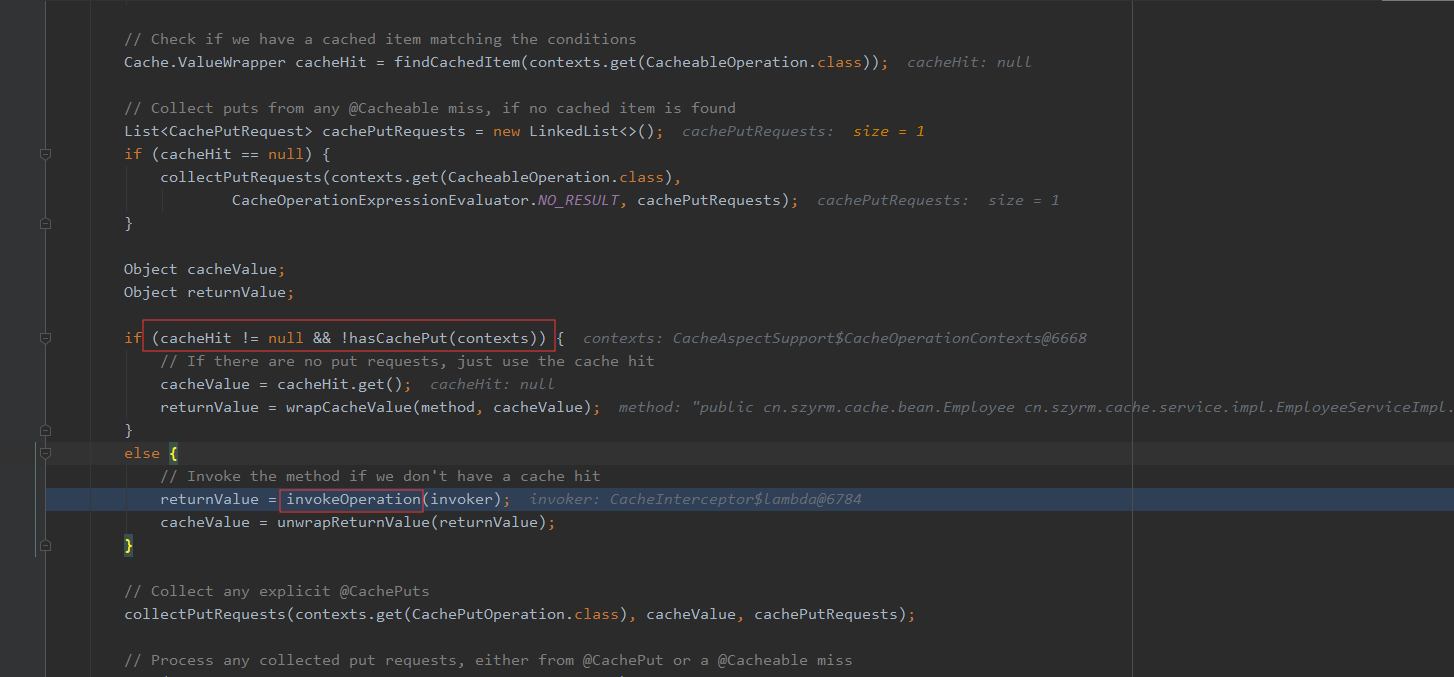 // Check if we have a cached item matching the conditions
Cache.ValueWrapper cacheHit = findCachedItem(contexts.get(CacheableOperation.class)); cacheHit: null
// Collect puts from any @Cacheable miss, if no cached item is found
List<CachePutRequest> cachePutRequests = new LinkedList<>(); cachePutRequests: size = 1
if (cacheHit == null) {
collectPutRequests(contexts.get(CacheableOperation.class),
CacheOperationExpressionEvaluator.NO_RESULT, cachePutRequests); cachePutRequests: size = 1
}
Object cacheValue;
Object returnValue;
if (cacheHit != null && !hasCachePut(contexts)) { contexts: CacheAspectSupport$CacheOperationContexts@6668
// If there are no put requests, just use the cache hit
cacheValue = cacheHit.get(); cacheHit: null
returnValue = wrapCacheValue(method, cacheValue); method: "public cn.szyrm.cache.bean.Employee cn.szyrm.cache.service.impl.EmployeeServiceImpl.
}
else {
// Invoke the method if we don't have a cache hit
returnValue = invokeOperation(invoker); invoker: CacheInterceptor$lambda@6784
cacheValue = unwrapReturnValue(returnValue);
}
// Collect any explicit @CachePuts
collectPutRequests(contexts.get(CachePutOperation.class), cacheValue, cachePutRequests);
// Process any collected put requests, either from @CachePut or a @Cacheable miss